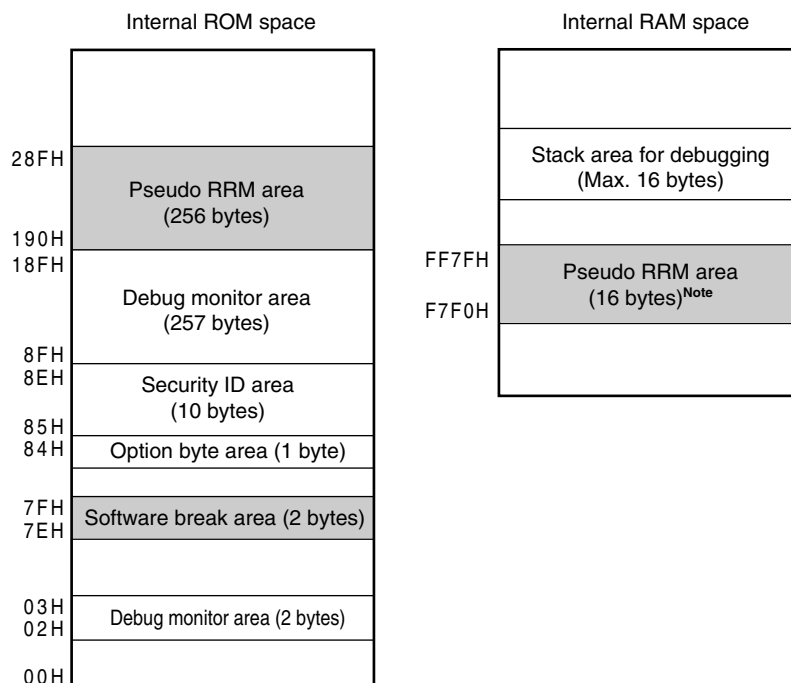 Internal ROM space
28FH
Pseudo RRM area
(256 bytes)
190H
18FH
Debug monitor area
(257 bytes)
8FH
8EH
Security ID area
(10 bytes)
85H
84H
Option byte area (1 byte)
7FH
Software break area (2 bytes)
7EH
03H
Debug monitor area (2 bytes)
02H
00H
Internal RAM space
Stack area for debugging
(Max. 16 bytes)
FF7FH
Pseudo RRM area
(16 bytes)Note
F7F0H